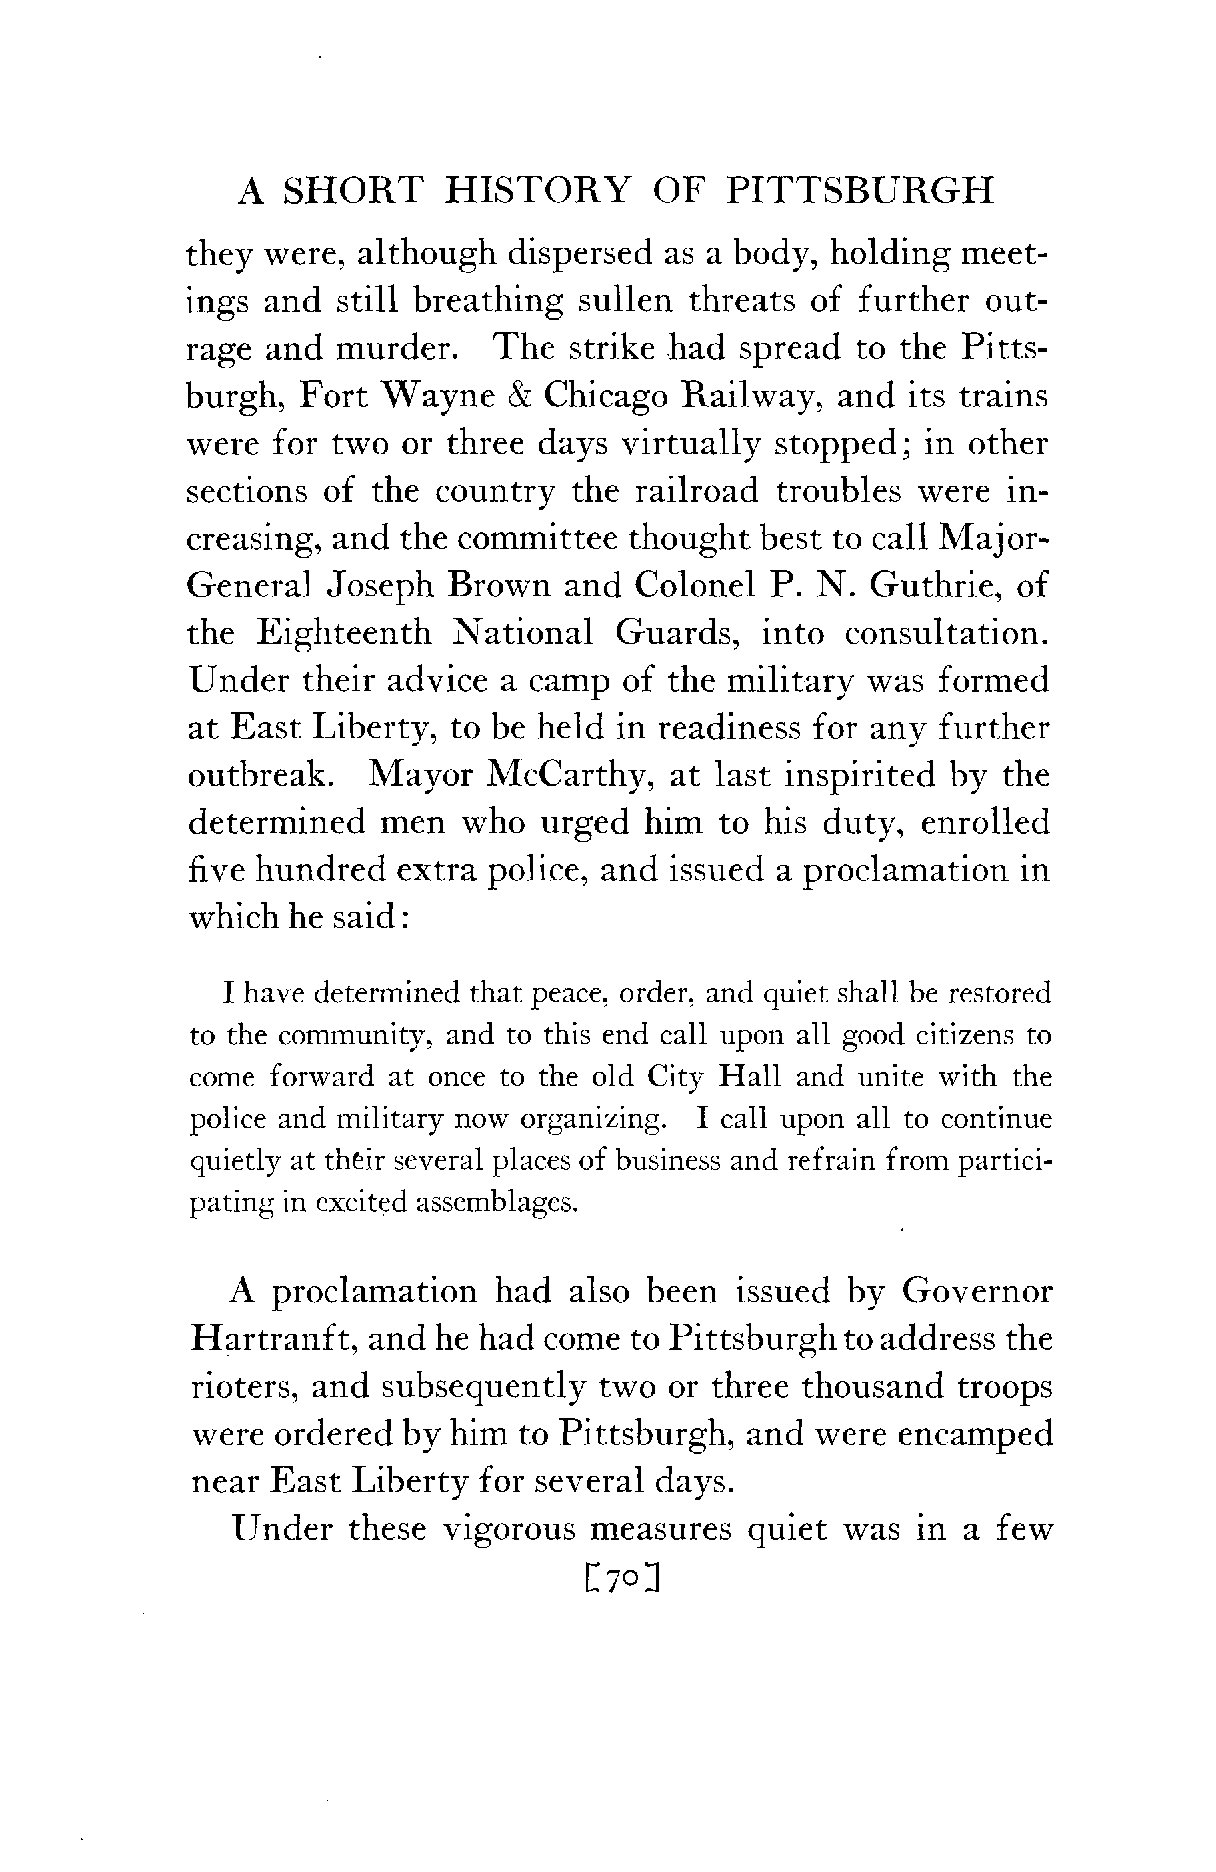 A SHORT HISTORY OF PITTSBURGH
they were, although dispersed as a body, holding meet-
ings and still breathing sullen threats of further out-
rage and murder. The strike had spread to the Pitts-
burgh, Fort Wayne & Chicago Railway, and its trains
were for two or three days virtually stopped; in other
sections of the country the railroad troubles were in-
creasing, and the committee thought best to call Major-
General Joseph Brown and Colonel P. N. Guthrie, of
the Eighteenth National Guards, into consultation.
Under their advice a camp of the military was formed
at East Liberty, to be held in readiness for any further
outbreak. Mayor McCarthy, at last inspirited by the
determined men who urged him to his duty, enrolled
five hundred extra police, and issued a proclamation in
which he said:
I have determined that peace, order, and quiet shall be restored
to the community, and to this end call upon all good citizens to
come forward at once to the old City Hall and unite with the
police and military now organizing. I call upon all to continue
quietly at their several places of business and refrain from partici-
pating in excited assemblages.
A proclamation had also been issued by Governor
Hartranft, and he had come to Pittsburgh to address the
rioters, and subsequently two or three thousand troops
were ordered by him to Pittsburgh, and were encamped
near East Liberty for several days.
Under these vigorous measures quiet was in a few
[70]